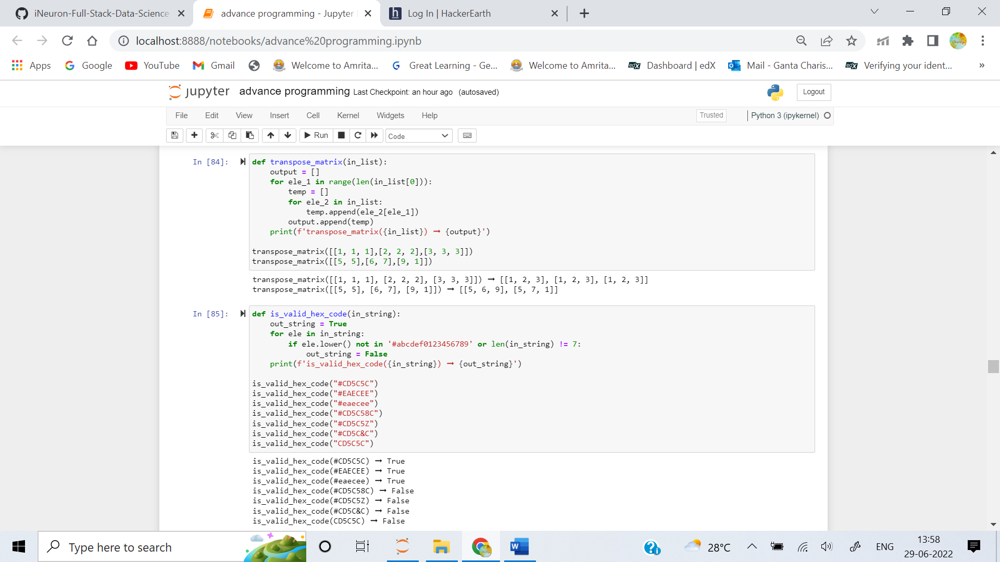 iNeuron-Full-Stack-Data-Science
advance programming - Jupyter
Log In | HackerEarth
localhost:8888/notebooks/advance%20programming.ipynb
Apps
Google
YouTube
Gmail
Welcome to Amrita...
Great Learning - Ge...
Welcome to Amrita...
Dashboard | edX
Mail - Ganta Charis...
Verifying your ident...
»
jupyter advance programming Last Checkpoint: an hour ago (autosaved)
Logout
File Edit View Insert Cell Kernel Widgets Help
Trusted
Python 3 (ipykernel)
Run
Code
In [84]:
def transpose_matrix(in_list):
    output = []
    for ele_1 in range(len(in_list[0])):
        temp = []
        for ele_2 in in_list:
            temp.append(ele_2[ele_1])
        output.append(temp)
    print(f'transpose_matrix({in_list}) ➞ {output}')
transpose_matrix([[1, 1, 1],[2, 2, 2],[3, 3, 3]])
transpose_matrix([[5, 5],[6, 7],[9, 1]])
transpose_matrix([[1, 1, 1], [2, 2, 2], [3, 3, 3]]) ➞ [[1, 2, 3], [1, 2, 3], [1, 2, 3]]
transpose_matrix([[5, 5], [6, 7], [9, 1]]) ➞ [[5, 6, 9], [5, 7, 1]]
In [85]:
def is_valid_hex_code(in_string):
    out_string = True
    for ele in in_string:
        if ele.lower() not in '#abcdef0123456789' or len(in_string) != 7:
            out_string = False
    print(f'is_valid_hex_code({in_string}) ➞ {out_string}')
is_valid_hex_code("#CD5C5C")
is_valid_hex_code("#EAECEE")
is_valid_hex_code("#eaecee")
is_valid_hex_code("#CD5C58C")
is_valid_hex_code("#CD5C5Z")
is_valid_hex_code("#CD5C&C")
is_valid_hex_code("CD5C5C")
is_valid_hex_code(#CD5C5C) ➞ True
is_valid_hex_code(#EAECEE) ➞ True
is_valid_hex_code(#eaecee) ➞ True
is_valid_hex_code(#CD5C58C) ➞ False
is_valid_hex_code(#CD5C5Z) ➞ False
is_valid_hex_code(#CD5C&C) ➞ False
is_valid_hex_code(CD5C5C) ➞ False
Type here to search
28°C
ENG
13:58
29-06-2022